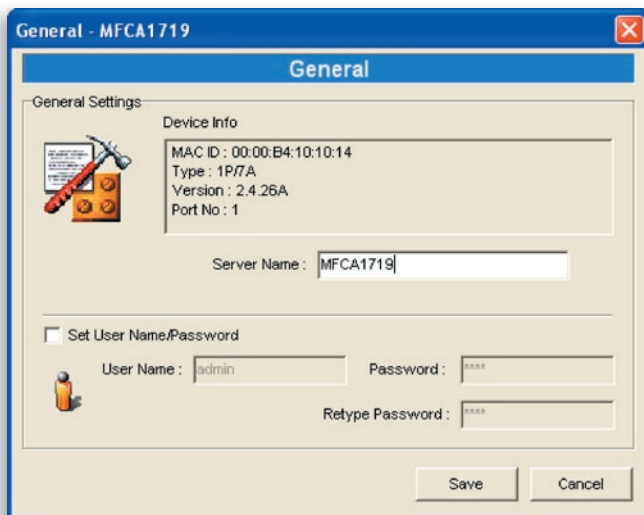 General - MFCA1719
General
General Settings
Device Info
MAC ID : 00:00:B4:10:10:14
Type : 1P/7A
Version : 2.4.26A
Port No : 1
Server Name : MFCA1719
Set User Name/Password
User Name : admin Password : ****
Retype Password : ****
Save Cancel